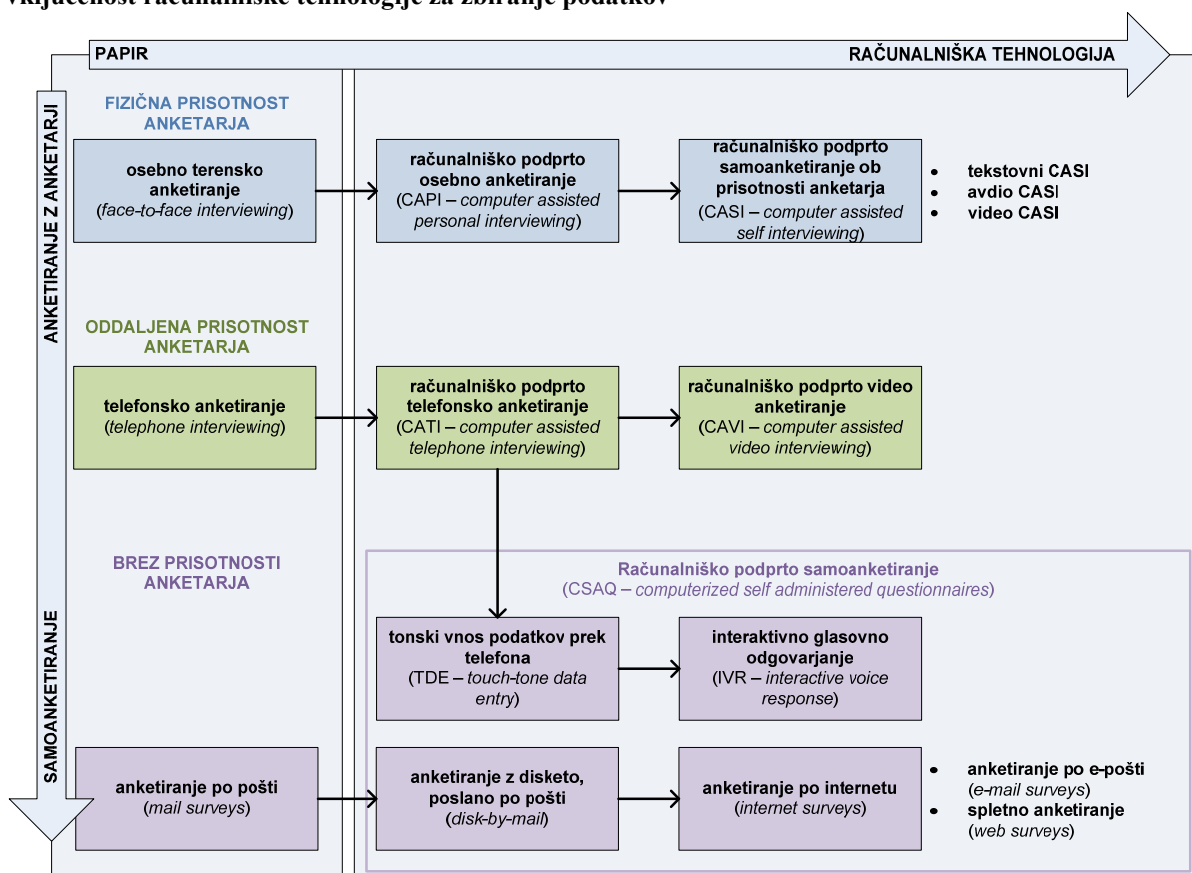 vključenost računalniške tehnologije za zbiranje podatkov
PAPIR
RAČUNALNIŠKA TEHNOLOGIJA
ANKETIRANJE Z ANKETARJI
SAMOANKETIRANJE
FIZIČNA PRISOTNOST
ANKETARJA
osebno terensko
anketiranje
(face-to-face interviewing)
računalniško podprto
osebno anketiranje
(CAPI – computer assisted
personal interviewing)
računalniško podprto
samoanketiranje ob
prisotnosti anketarja
(CASI – computer assisted
self interviewing)
• tekstovni CASI
• avdio CASI
• video CASI
ODDALJENA PRISOTNOST
ANKETARJA
telefonsko anketiranje
(telephone interviewing)
računalniško podprto
telefonsko anketiranje
(CATI – computer assisted
telephone interviewing)
računalniško podprto video
anketiranje
(CAVI – computer assisted
video interviewing)
BREZ PRISOTNOSTI
ANKETARJA
Računalniško podprto samoanketiranje
(CSAQ – computerized self administered questionnaires)
tonski vnos podatkov prek
telefona
(TDE – touch-tone data
entry)
interaktivno glasovno
odgovarjanje
(IVR – interactive voice
response)
anketiranje po pošti
(mail surveys)
anketiranje z disketo,
poslano po pošti
(disk-by-mail)
anketiranje po internetu
(internet surveys)
• anketiranje po e-pošti
(e-mail surveys)
• spletno anketiranje
(web surveys)